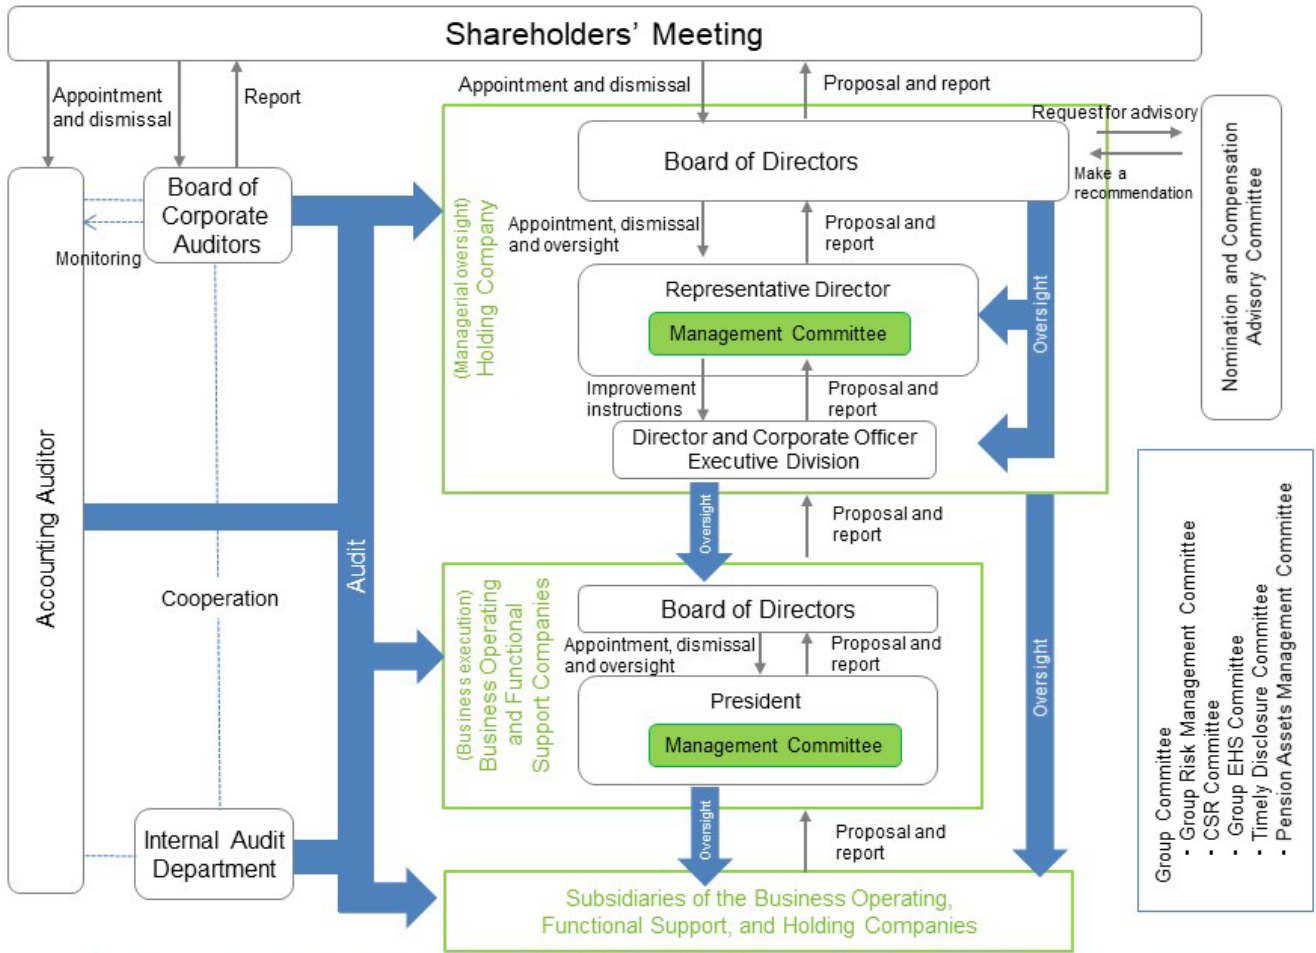 Shareholders’ Meeting
Appointment
and dismissal
Report
Appointment and dismissal
Proposal and report
Request for advisory
Make a
recommendation
Nomination and Compensation
Advisory Committee
Board of
Corporate
Auditors
Monitoring
Accounting Auditor
Cooperation
Audit
Internal Audit
Department
(Managerial oversight)
Holding Company
Board of Directors
Appointment, dismissal
and oversight
Proposal and
report
Representative Director
Management Committee
Oversight
Improvement
instructions
Proposal and
report
Director and Corporate Officer
Executive Division
Oversight
Proposal and
report
(Business execution)
Business Operating
and Functional
Support Companies
Board of Directors
Appointment, dismissal
and oversight
Proposal and
report
President
Management Committee
Oversight
Oversight
Proposal and
report
Subsidiaries of the Business Operating,
Functional Support, and Holding Companies
Group Committee
- Group Risk Management Committee
- CSR Committee
- Group EHS Committee
- Timely Disclosure Committee
- Pension Assets Management Committee